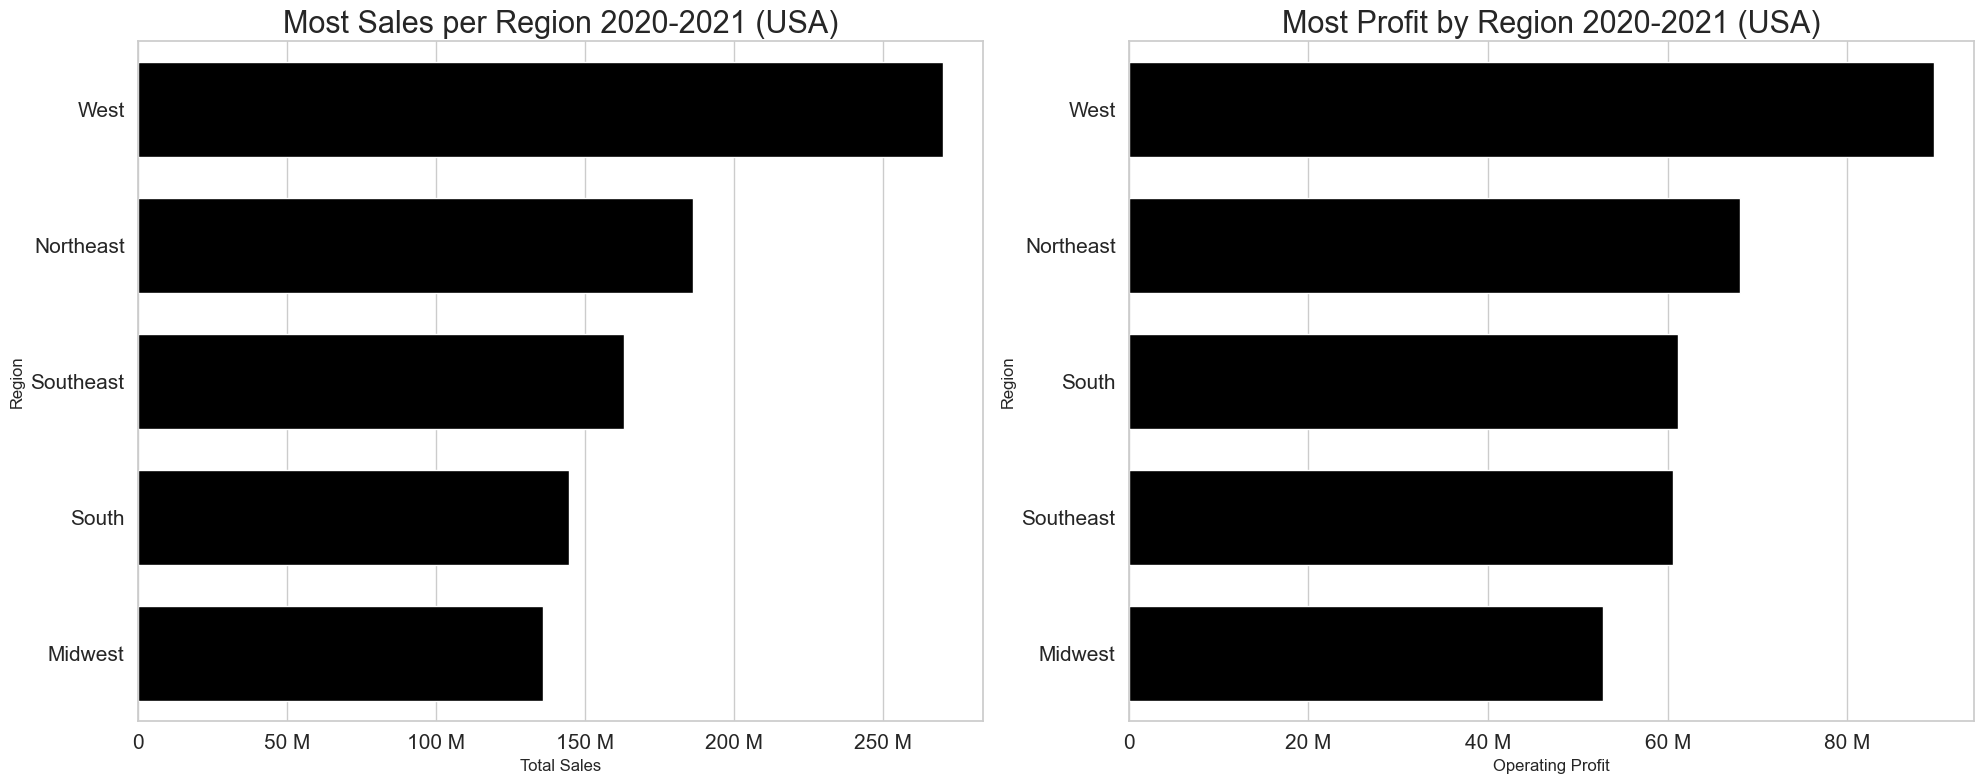 Most Sales per Region 2020-2021 (USA)
West
Northeast
Southeast
South
Midwest
Region
0
50 M
100 M
150 M
200 M
250 M
Total Sales
Most Profit by Region 2020-2021 (USA)
West
Northeast
South
Southeast
Midwest
Region
0
20 M
40 M
60 M
80 M
Operating Profit